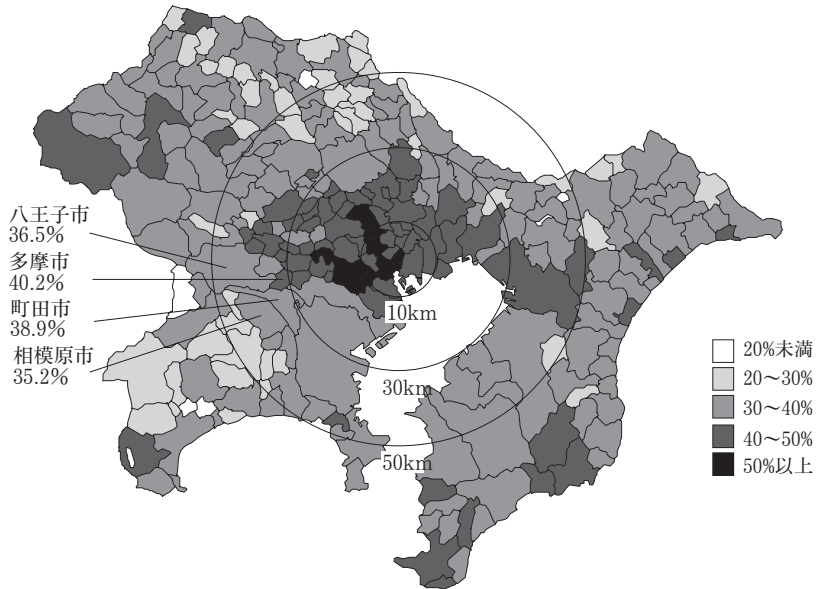 八王子市
36.5%
多摩市
40.2%
町田市
38.9%
相模原市
35.2%
10km
30km
50km
20%未満
20～30%
30～40%
40～50%
50%以上